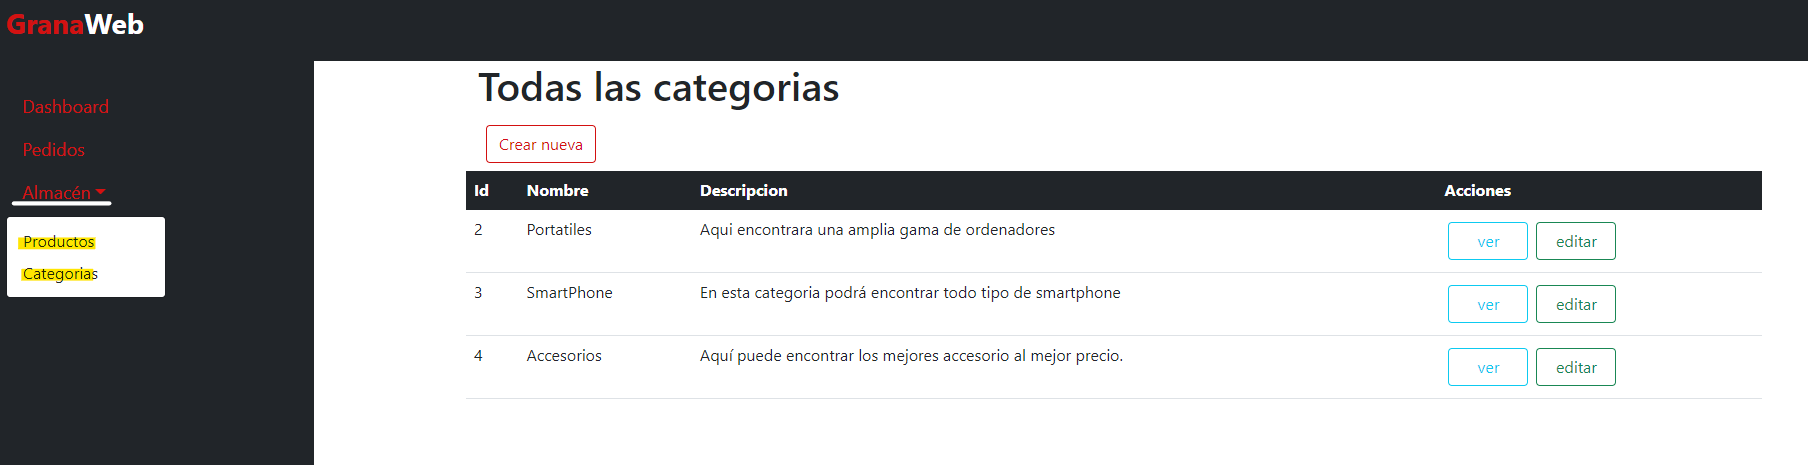 GranaWeb
Dashboard
Pedidos
Almacén
Productos
Categorias
Todas las categorias
Crear nueva
Id Nombre Descripcion Acciones
2 Portatiles Aqui encontrara una amplia gama de ordenadores ver editar
3 SmartPhone En esta categoria podrá encontrar todo tipo de smartphone ver editar
4 Accesorios Aquí puede encontrar los mejores accesorio al mejor precio. ver editar